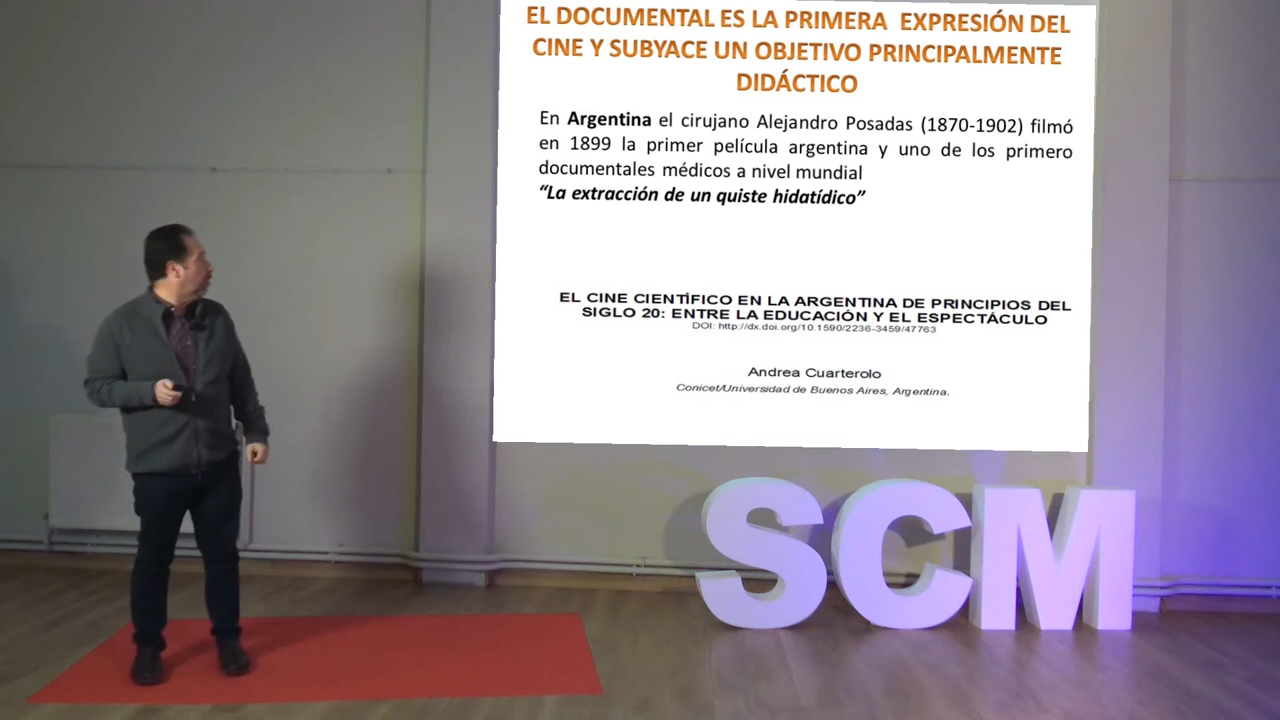 EL DOCUMENTAL ES LA PRIMERA EXPRESIÓN DEL
CINE Y SUBYACE UN OBJETIVO PRINCIPALMENTE
DIDÁCTICO
En Argentina el cirujano Alejandro Posadas (1870-1902) filmó
en 1899 la primer película argentina y uno de los primero
documentales médicos a nivel mundial
“La extracción de un quiste hidatídico”
EL CINE CIENTÍFICO EN LA ARGENTINA DE PRINCIPIOS DEL
SIGLO 20: ENTRE LA EDUCACIÓN Y EL ESPECTÁCULO
DOI: http://dx.doi.org/10.1590/2236-3459/47763
Andrea Cuarterolo
Conicet/Universidad de Buenos Aires, Argentina.
SCM